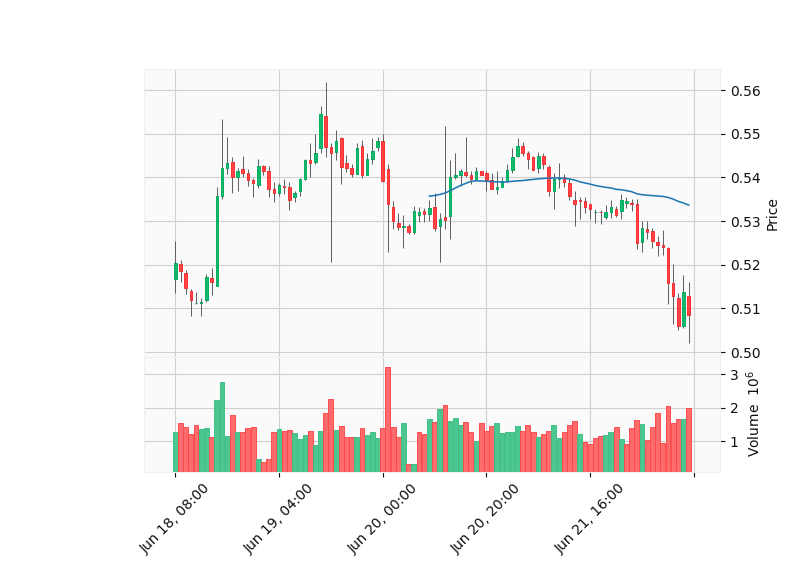 0.56
0.55
0.54
0.53
0.52
0.51
0.50
Price
3
2
1
Volume 10^6
Jun 18, 08:00
Jun 19, 04:00
Jun 20, 00:00
Jun 20, 20:00
Jun 21, 16:00